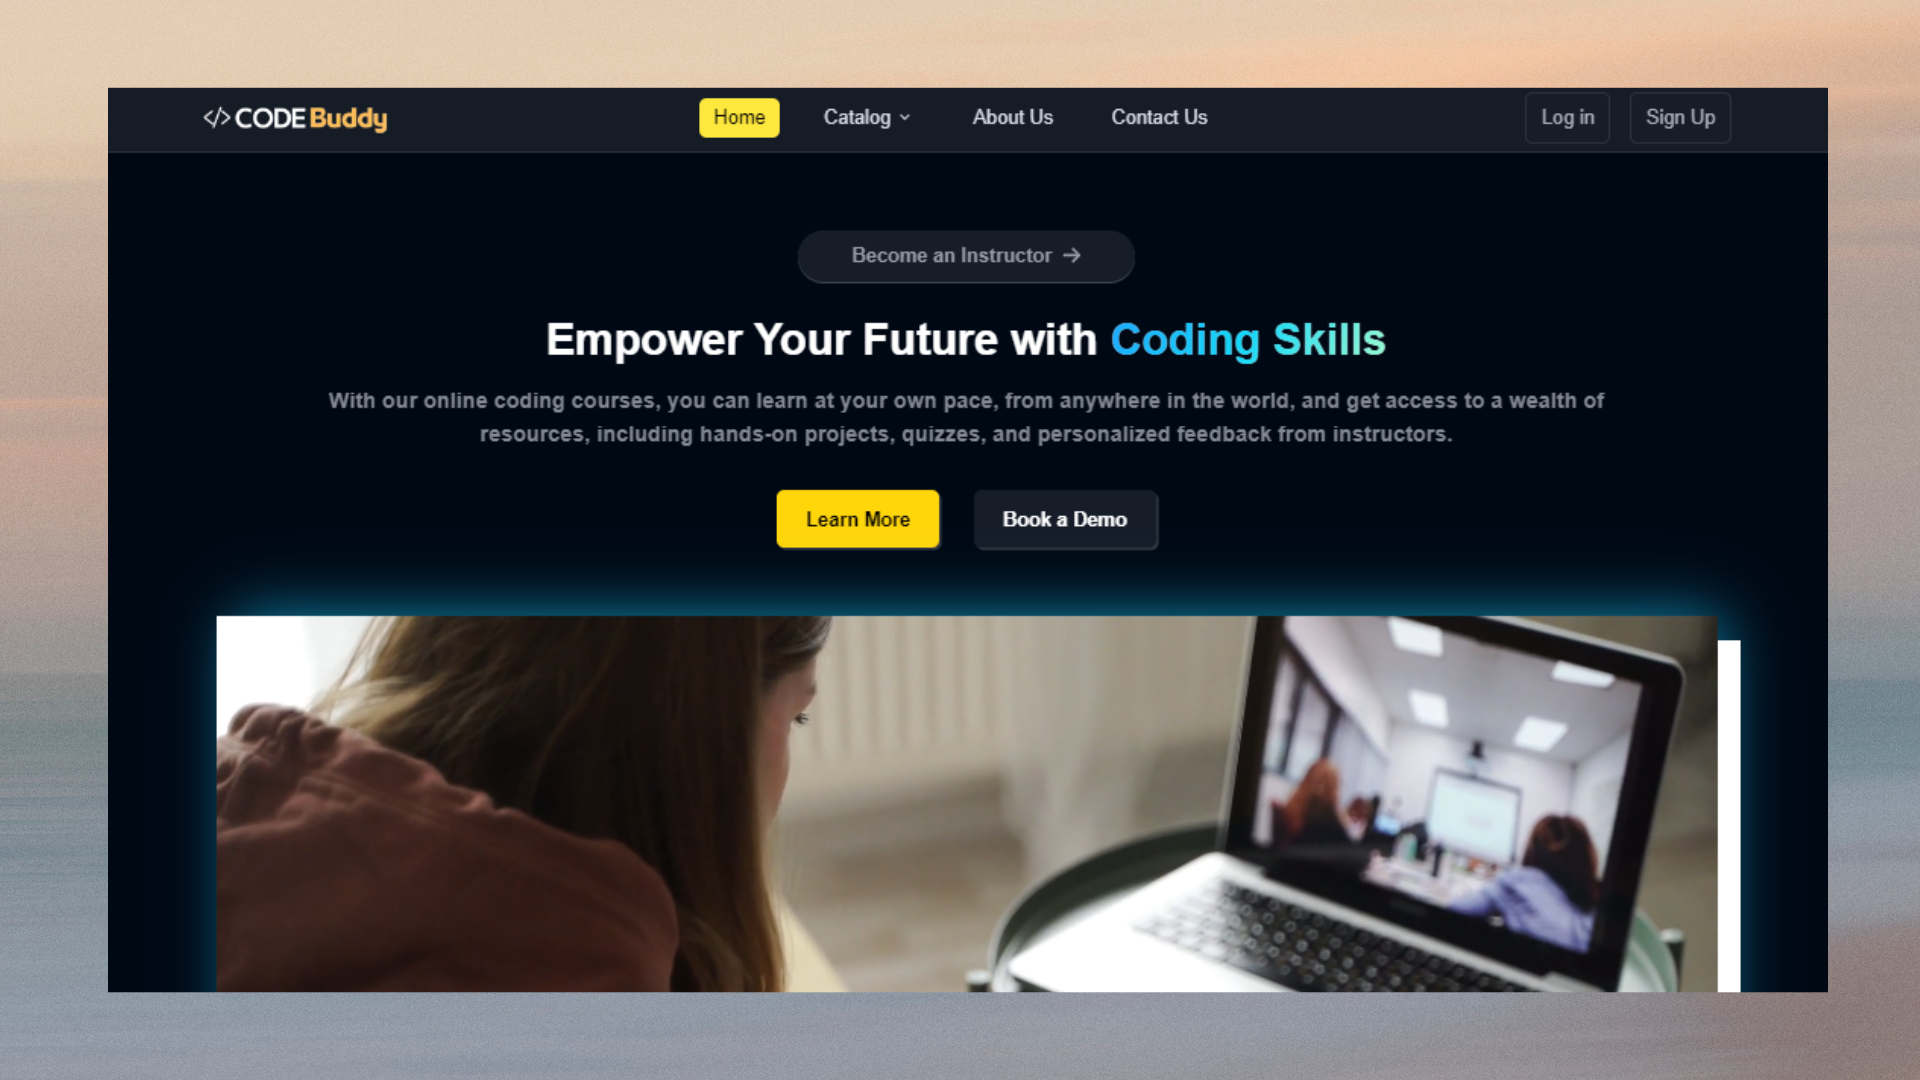 </> CODE Buddy
Home
Catalog
About Us
Contact Us
Log in
Sign Up
Become an Instructor →
Empower Your Future with Coding Skills
With our online coding courses, you can learn at your own pace, from anywhere in the world, and get access to a wealth of
resources, including hands-on projects, quizzes, and personalized feedback from instructors.
Learn More
Book a Demo